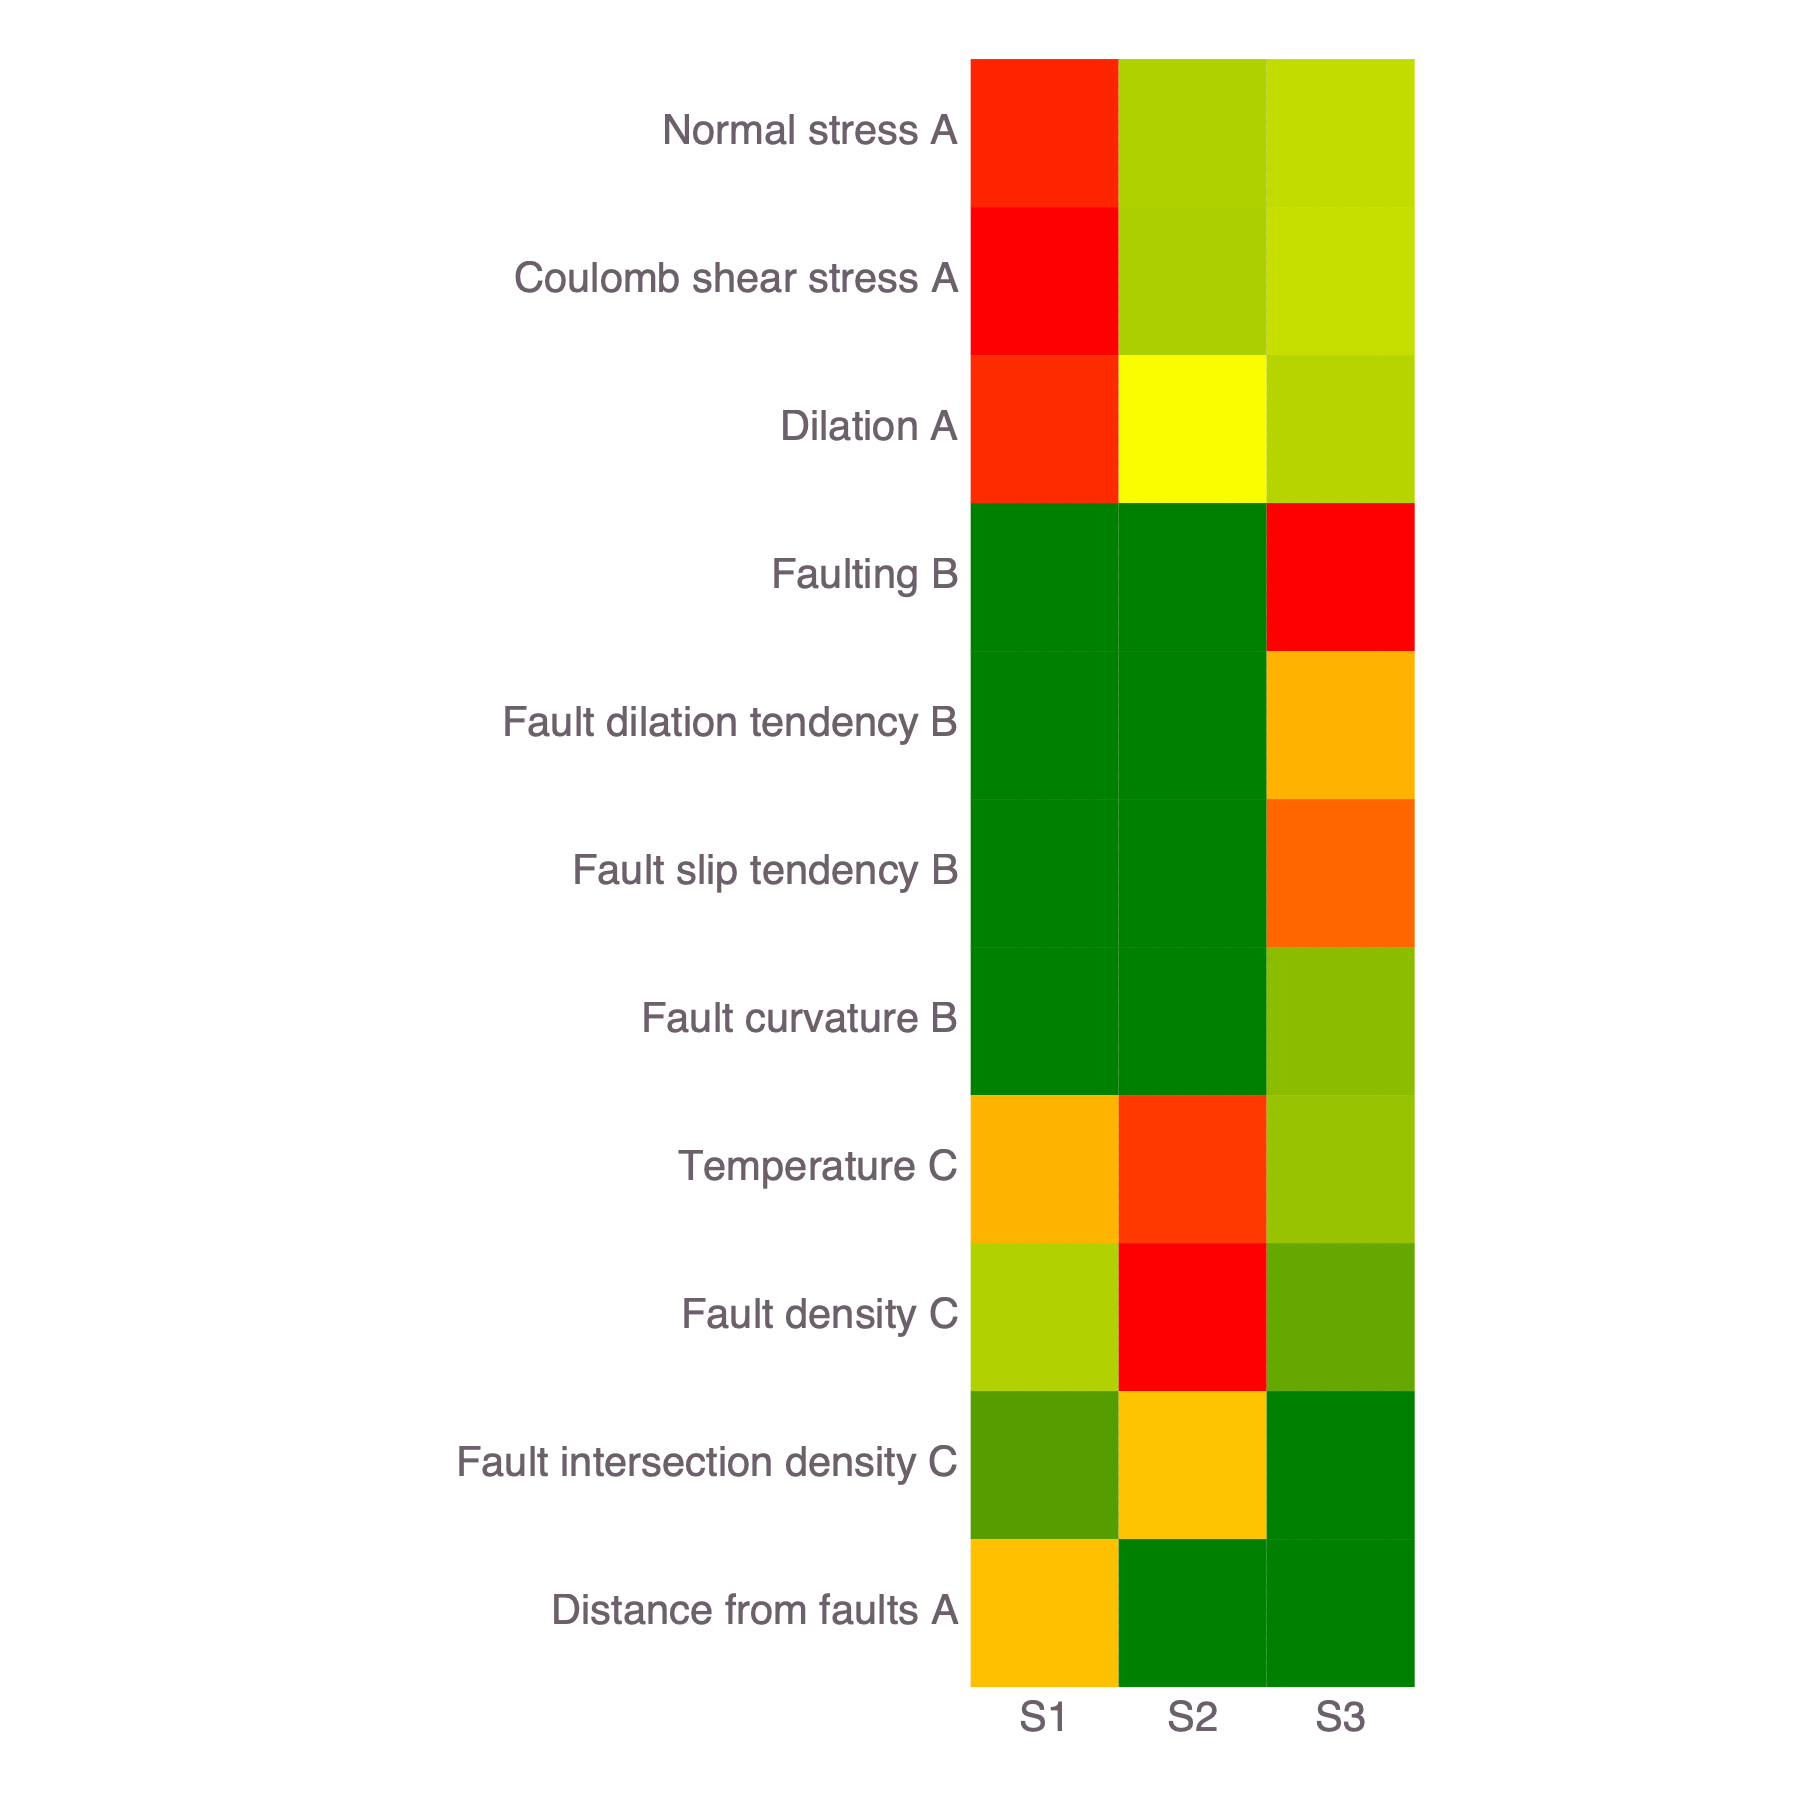 Normal stress A
Coulomb shear stress A
Dilation A
Faulting B
Fault dilation tendency B
Fault slip tendency B
Fault curvature B
Temperature C
Fault density C
Fault intersection density C
Distance from faults A
S1 S2 S3